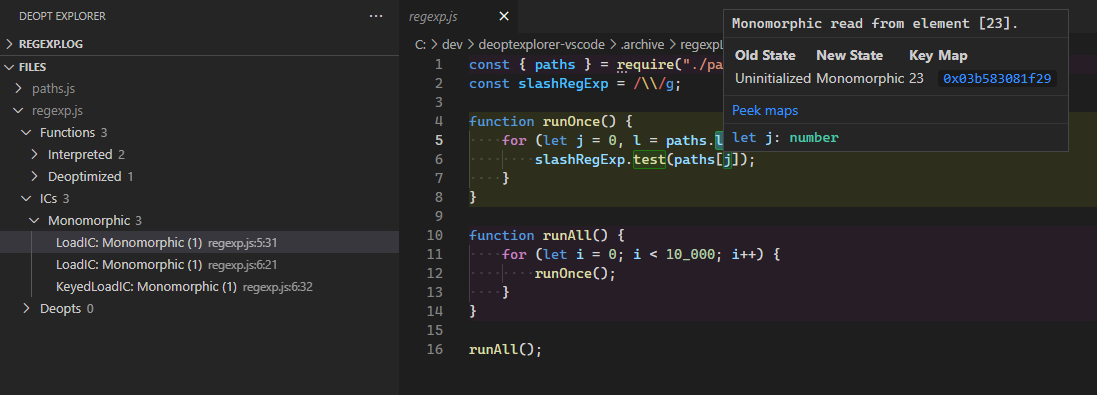 DEOPT EXPLORER
REGEXP.LOG
FILES
paths.js
regexp.js
Functions 3
Interpreted 2
Deoptimized 1
ICs 3
Monomorphic 3
LoadIC: Monomorphic (1) regexp.js:5:31
LoadIC: Monomorphic (1) regexp.js:6:21
KeyedLoadIC: Monomorphic (1) regexp.js:6:32
Deopts 0
regexp.js
C: > dev > deoptexplorer-vscode > .archive > regexp
1 const { paths } = require("./pa
2 const slashRegExp = /\\/g;
3
4 function runOnce() {
5 ····for (let j = 0, l = paths.l
6 ········slashRegExp.test(paths[j]);
7 ····}
8 }
9
10 function runAll() {
11 ····for (let i = 0; i < 10_000; i++) {
12 ········runOnce();
13 ····}
14 }
15
16 runAll();
Monomorphic read from element [23].
Old State New State Key Map
Uninitialized Monomorphic 23 0x03b583081f29
Peek maps
let j: number